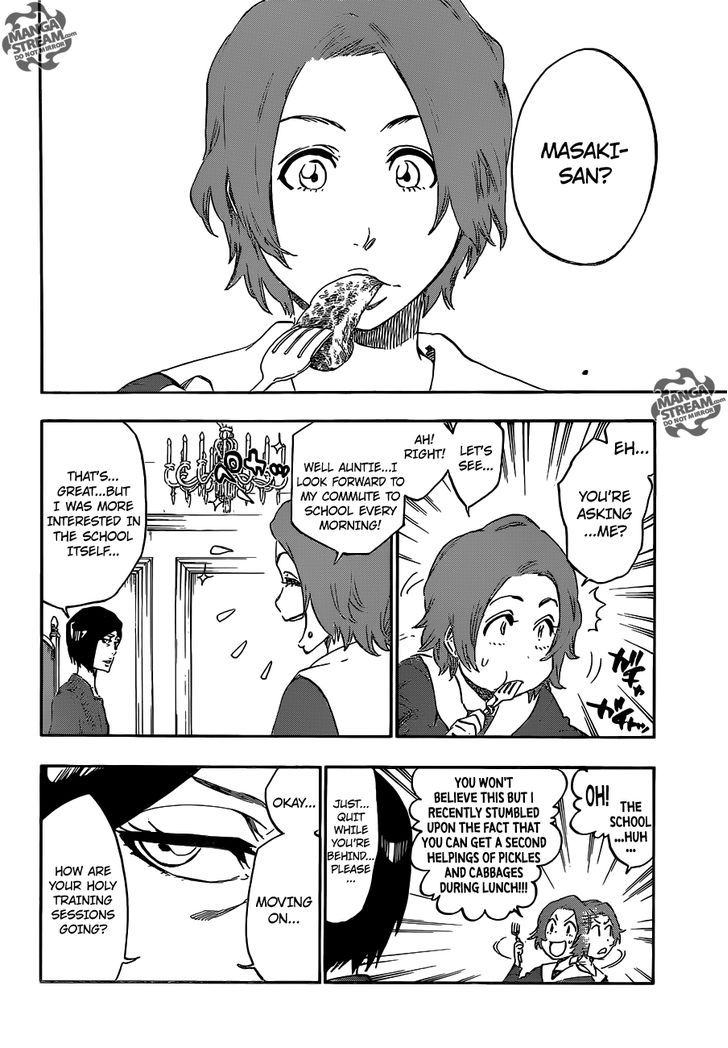 MANGA
STREAM.com
DO NOT MIRROR
MASAKI-
SAN?
MANGA
STREAM.com
DO NOT MIRROR
EH...
YOU'RE
ASKING
...ME?
LET'S
SEE...
AH!
RIGHT!
WELL AUNTIE...I
LOOK FORWARD TO
MY COMMUTE TO
SCHOOL EVERY
MORNING!
THAT'S...
GREAT...BUT
I WAS MORE
INTERESTED IN
THE SCHOOL
ITSELF...
THE
SCHOOL
...HUH
...
OH!
YOU WON'T
BELIEVE THIS BUT I
RECENTLY STUMBLED
UPON THE FACT THAT
YOU CAN GET A SECOND
HELPINGS OF PICKLES
AND CABBAGES
DURING LUNCH!!!
JUST...
QUIT
WHILE
YOU'RE
BEHIND...
PLEASE
...
OKAY...
MOVING
ON...
HOW ARE
YOUR HOLY
TRAINING
SESSIONS
GOING?